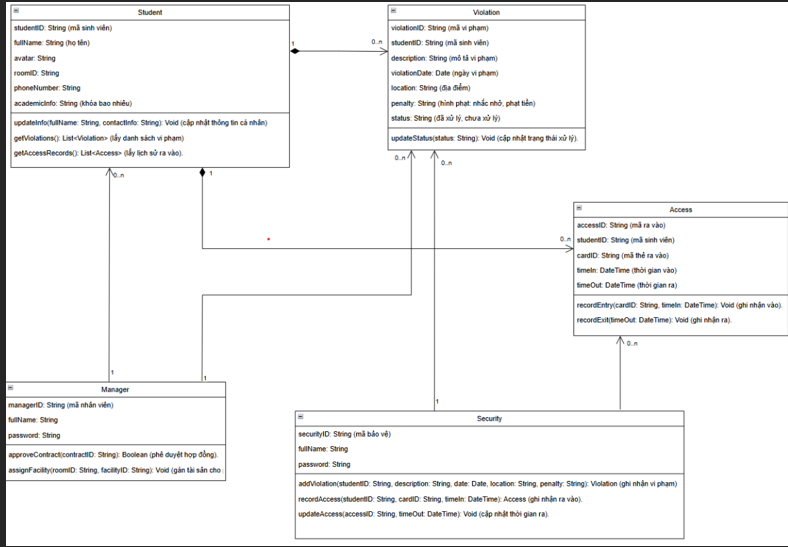 Student
studentID: String (mã sinh viên)
fullName: String (họ tên)
avatar: String
roomID: String
phoneNumber: String
academicInfo: String (khóa bao nhiêu)
updateInfo(fullName: String, contactInfo: String): Void (cập nhật thông tin cá nhân)
getViolations(): List<Violation> (lấy danh sách vi phạm)
getAccessRecords(): List<Access> (lấy lịch sử ra vào).
1
0..n
Violation
violationID: String (mã vi phạm)
studentID: String (mã sinh viên)
description: String (mô tả vi phạm)
violationDate: Date (ngày vi phạm)
location: String (địa điểm)
penalty: String (hình phạt: nhắc nhở, phạt tiền)
status: String (đã xử lý, chưa xử lý)
updateStatus(status: String): Void (cập nhật trạng thái xử lý).
0..n
1
0..n
0..n
0..n
Access
accessID: String (mã ra vào)
studentID: String (mã sinh viên)
cardID: String (mã thẻ ra vào)
timeIn: DateTime (thời gian vào)
timeOut: DateTime (thời gian ra)
recordEntry(cardID: String, timeIn: DateTime): Void (ghi nhận vào).
recordExit(timeOut: DateTime): Void (ghi nhận ra).
0..n
1
1
1
Manager
managerID: String (mã nhân viên)
fullName: String
password: String
approveContract(contractID: String): Boolean (phê duyệt hợp đồng).
assignFacility(roomID: String, facilityID: String): Void (gán tài sản cho
Security
securityID: String (mã bảo vệ)
fullName: String
password: String
addViolation(studentID: String, description: String, date: Date, location: String, penalty: String): Violation (ghi nhận vi phạm)
recordAccess(studentID: String, cardID: String, timeIn: DateTime): Access (ghi nhận ra vào).
updateAccess(accessID: String, timeOut: DateTime): Void (cập nhật thời gian ra).